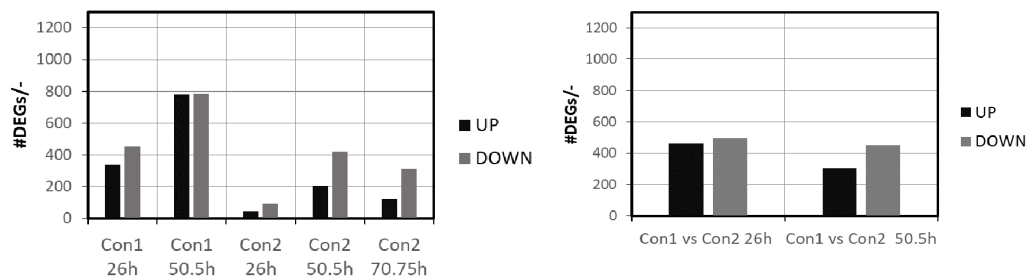 #DEGs/-
1200
1000
800
600
400
200
0
Con1 26h
Con1 50.5h
Con2 26h
Con2 50.5h
Con2 70.75h
UP
DOWN
#DEGs/-
1200
1000
800
600
400
200
0
Con1 vs Con2 26h
Con1 vs Con2 50.5h
UP
DOWN